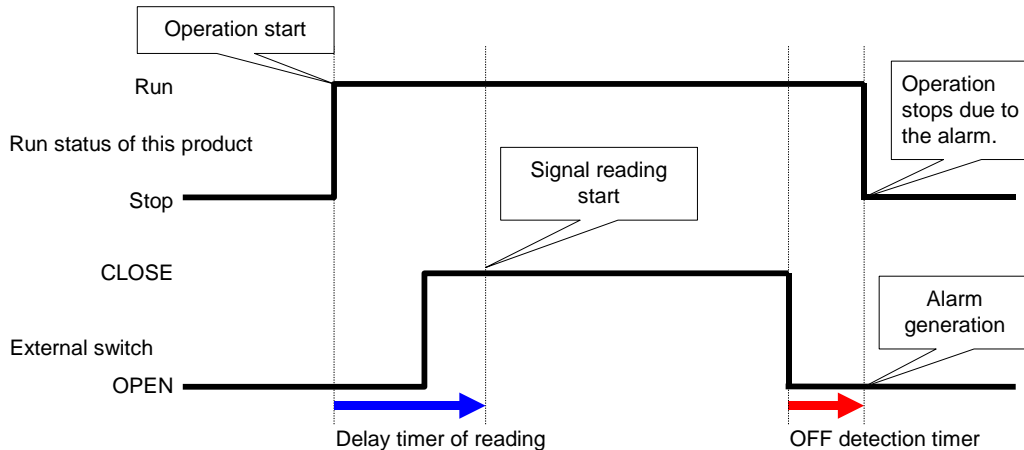 Operation start
Run
Operation
stops due to
the alarm.
Run status of this product
Signal reading
start
Stop
CLOSE
Alarm
generation
External switch
OPEN
Delay timer of reading
OFF detection timer